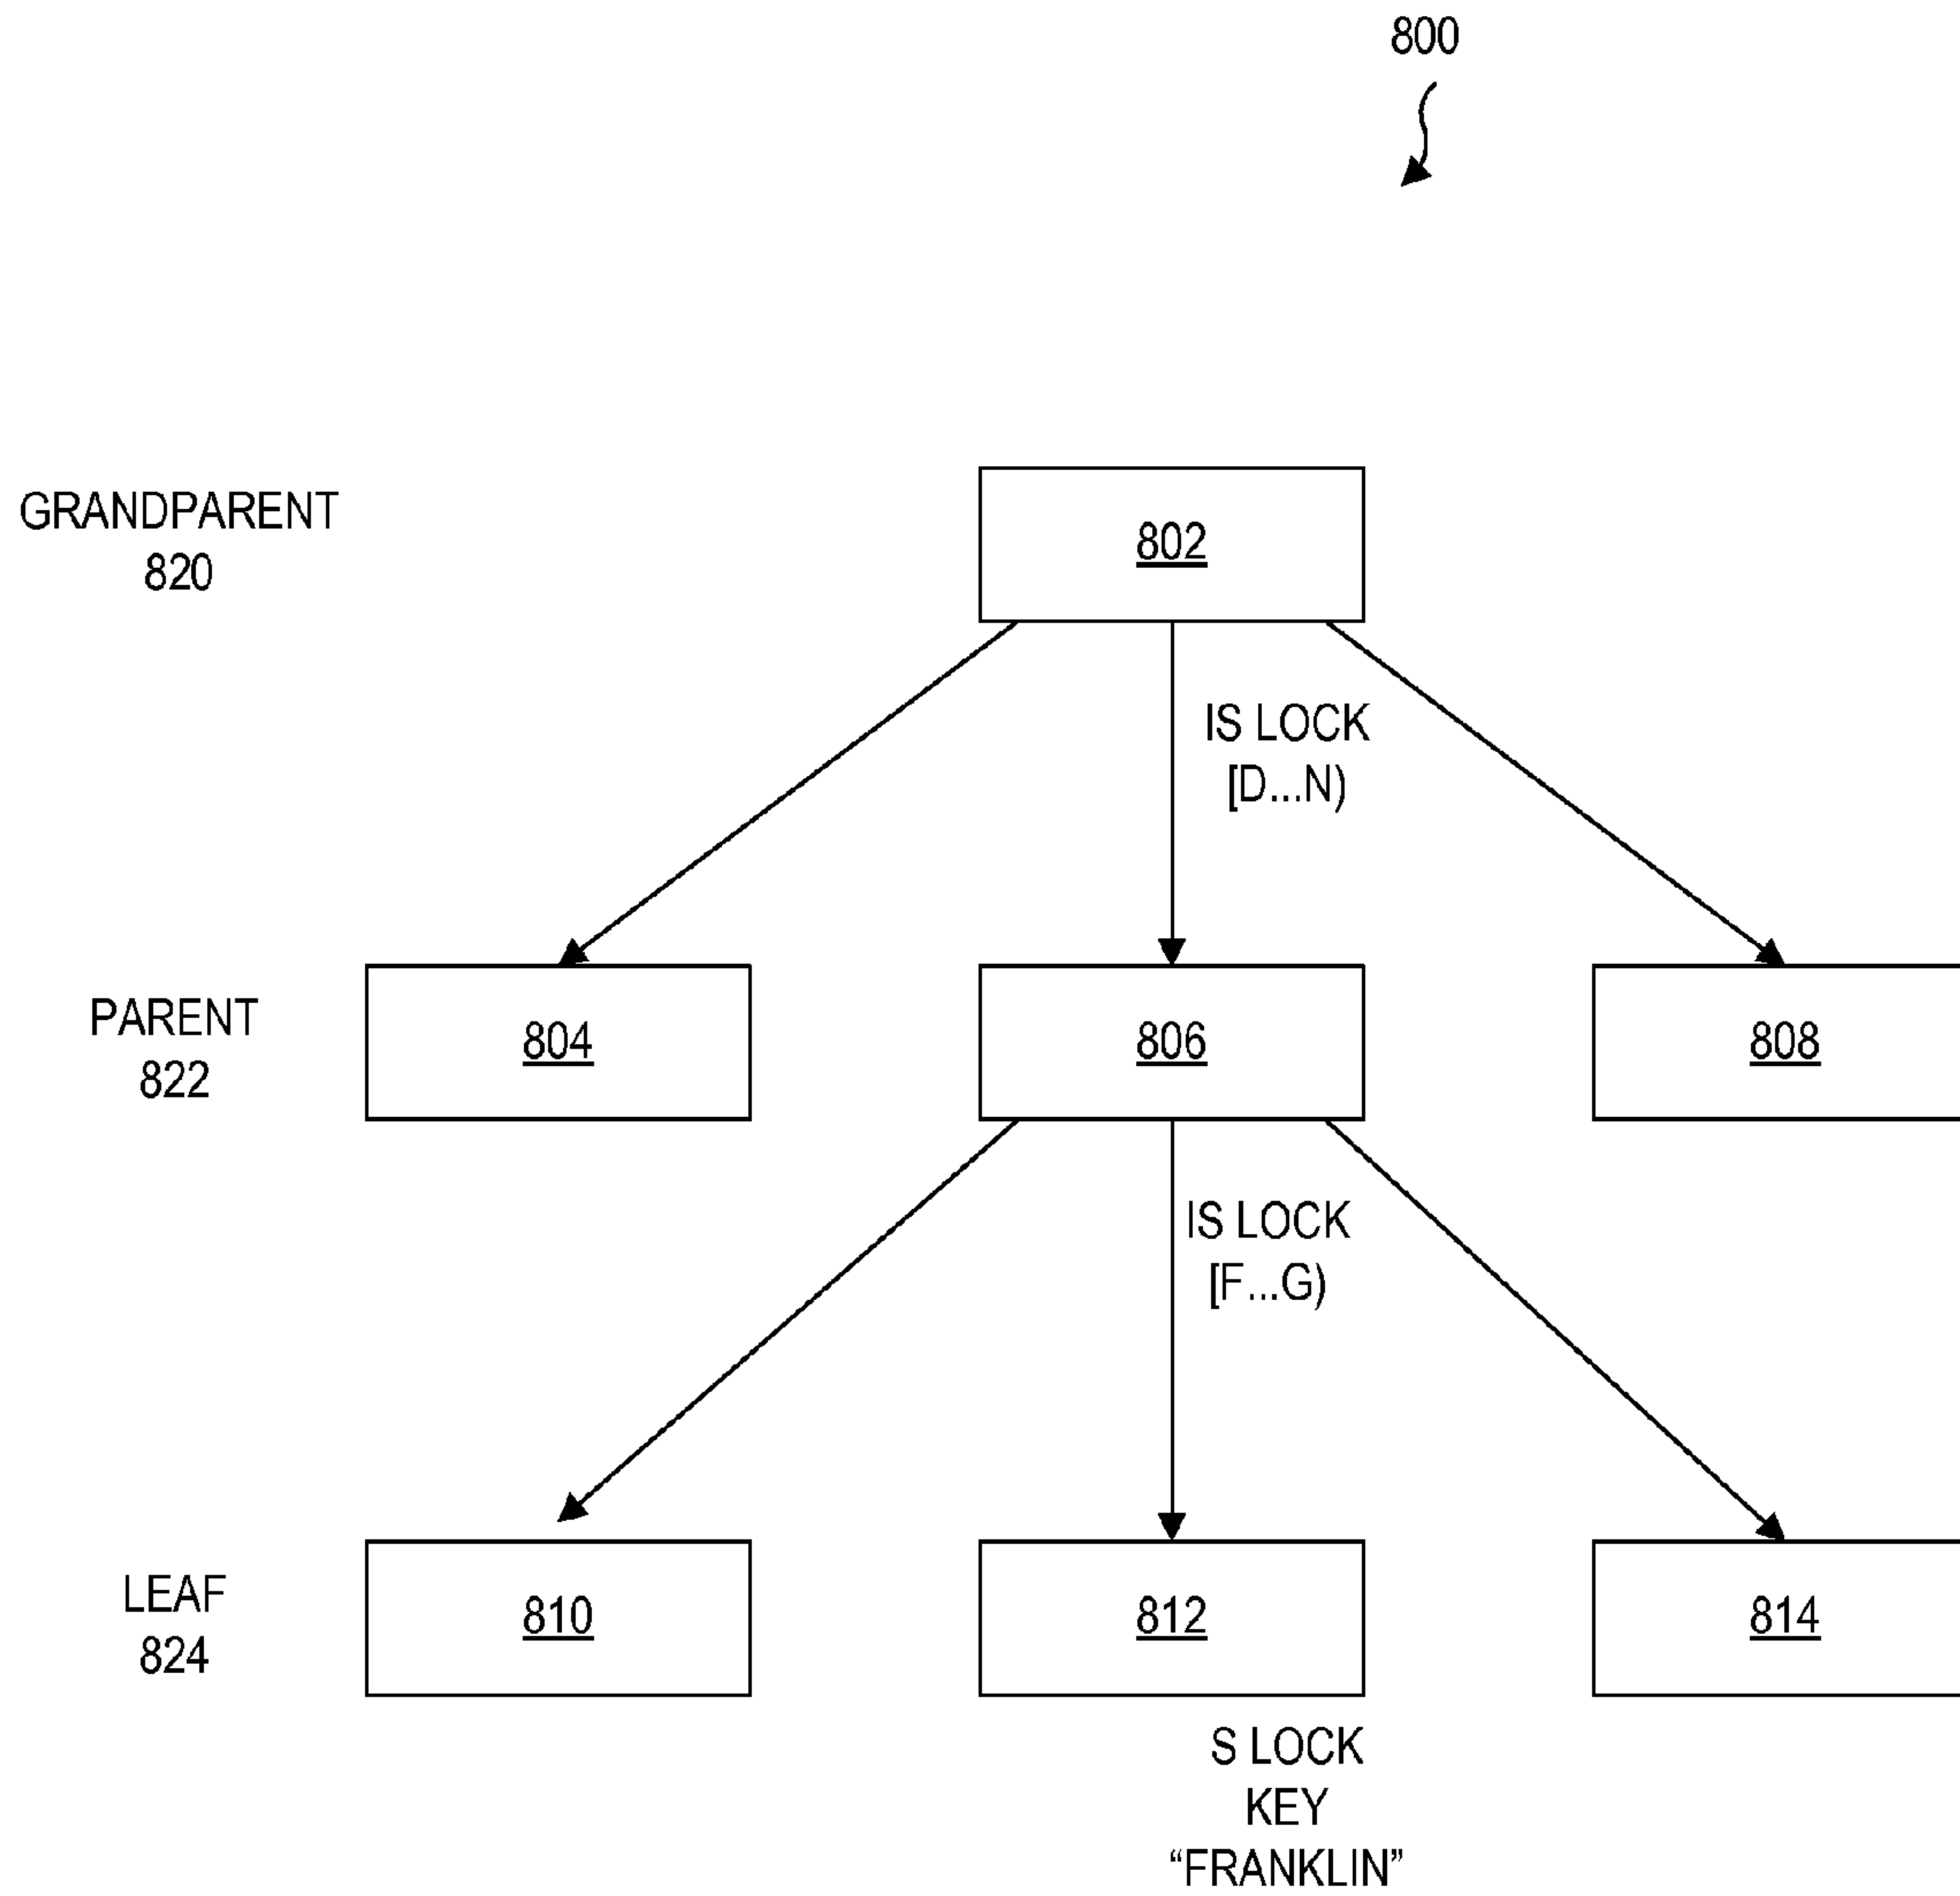 800
GRANDPARENT
820
802
IS LOCK
[D...N)
PARENT
822
804
806
808
IS LOCK
[F...G)
LEAF
824
810
812
814
S LOCK
KEY
“FRANKLIN”